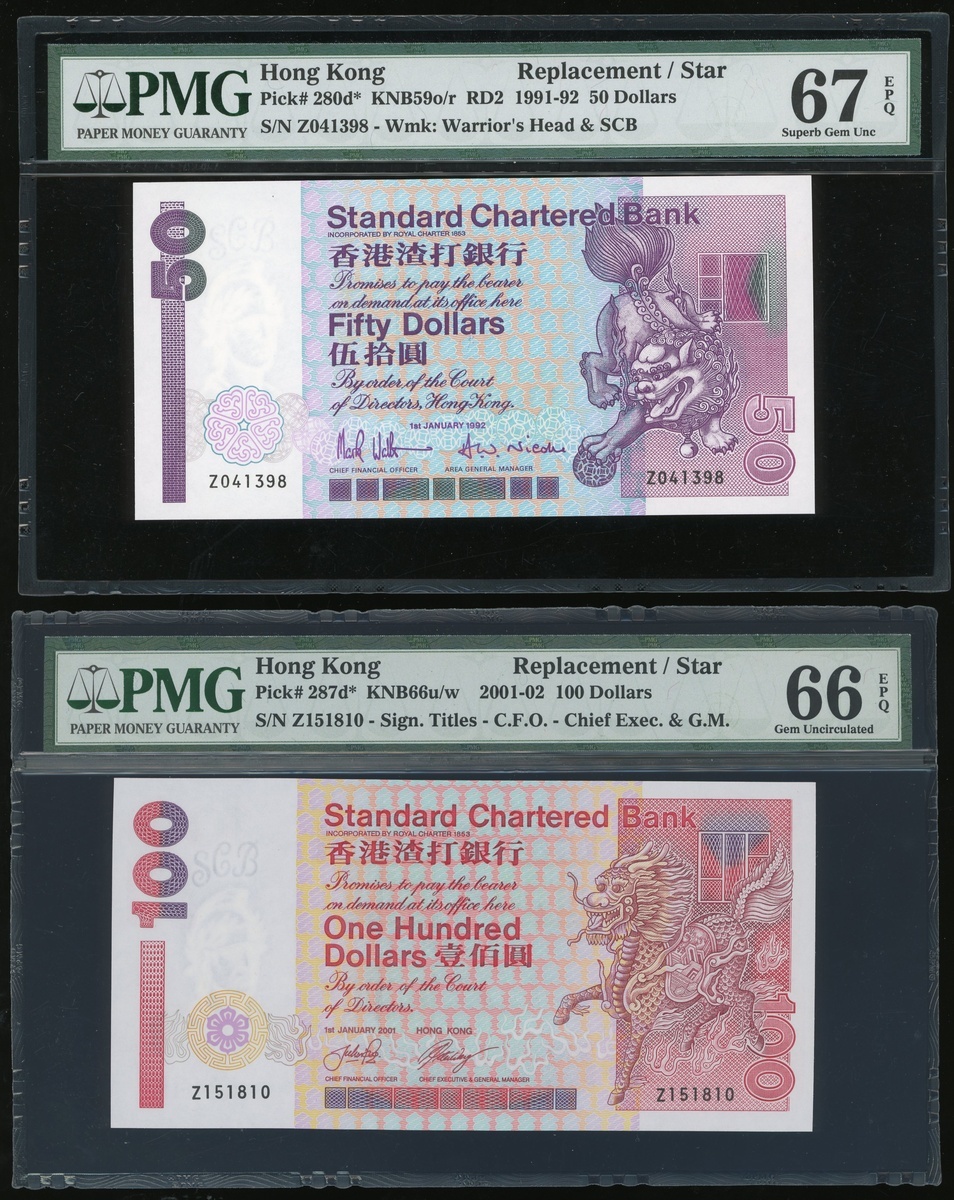 PMG
PAPER MONEY GUARANTY
Hong Kong Replacement / Star
Pick# 280d* KNB59o/r RD2 1991-92 50 Dollars
S/N Z041398 - Wmk: Warrior's Head & SCB
67 EPQ
Superb Gem Unc
50
SCB
Standard Chartered Bank
INCORPORATED BY ROYAL CHARTER 1853
香港渣打銀行
Promises to pay the bearer
on demand at its office here
Fifty Dollars
伍拾圓
By order of the Court
of Directors, Hong Kong.
1st JANUARY 1992
CHIEF FINANCIAL OFFICER AREA GENERAL MANAGER
Z041398
Z041398
50
PMG
PAPER MONEY GUARANTY
Hong Kong Replacement / Star
Pick# 287d* KNB66u/w 2001-02 100 Dollars
S/N Z151810 - Sign. Titles - C.F.O. - Chief Exec. & G.M.
66 EPQ
Gem Uncirculated
100
SCB
Standard Chartered Bank
INCORPORATED BY ROYAL CHARTER 1853
香港渣打銀行
Promises to pay the bearer
on demand at its office here
One Hundred
Dollars 壹佰圓
By order of the Court
of Directors.
1st JANUARY 2001 HONG KONG
CHIEF FINANCIAL OFFICER CHIEF EXECUTIVE & GENERAL MANAGER
Z151810
Z151810
100